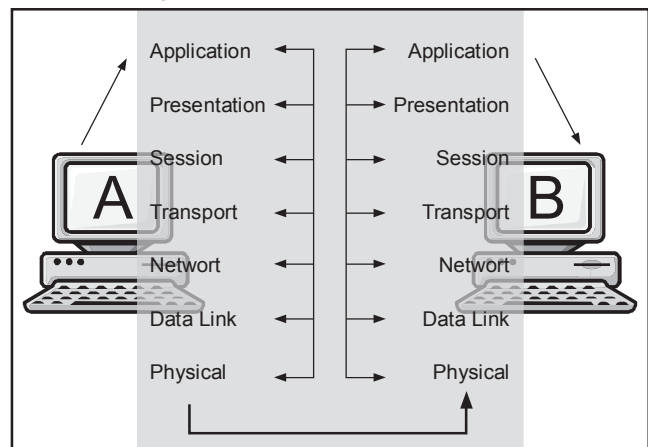 Application Application
Presentation Presentation
Session Session
A Transport Transport B
Networt Networt
Data Link Data Link
Physical Physical